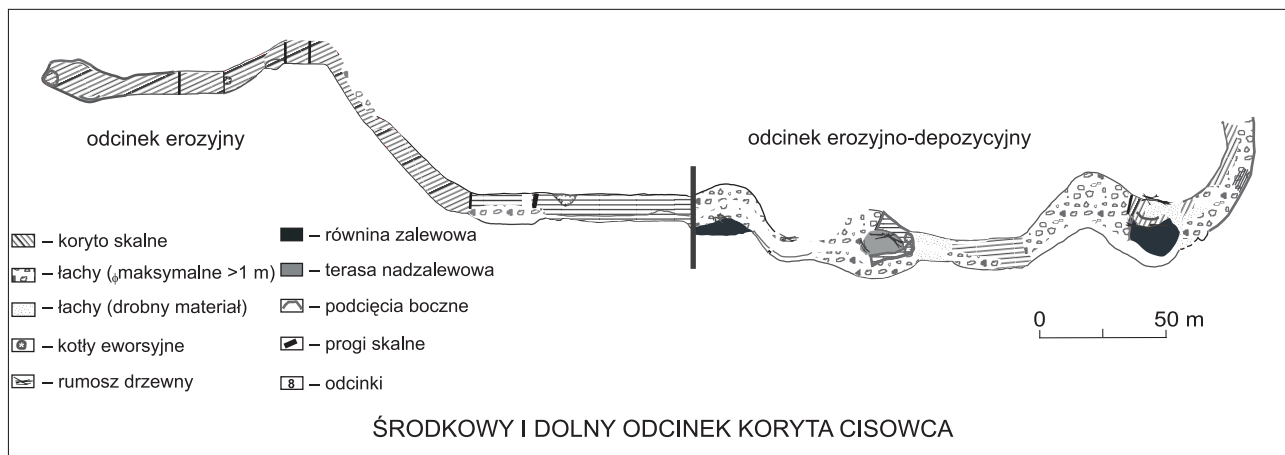 odcinek erozyjny
odcinek erozyjno-depozycyjny
– koryto skalne
– łachy (ϕmaksymalne >1 m)
– łachy (drobny materiał)
– kotły eworsyjne
– rumosz drzewny
– równina zalewowa
– terasa nadzalewowa
– podcięcia boczne
– progi skalne
8 – odcinki
0 50 m
ŚRODKOWY I DOLNY ODCINEK KORYTA CISOWCA